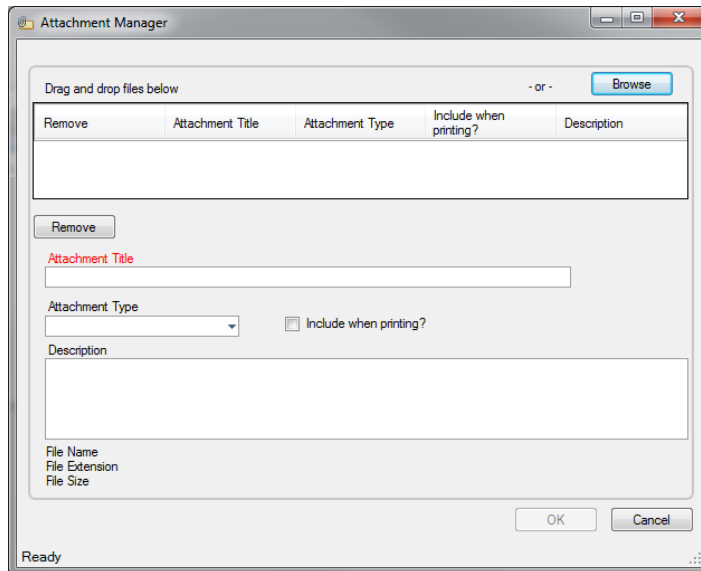 Attachment Manager
Drag and drop files below - or - Browse
Remove Attachment Title Attachment Type Include when printing? Description
Remove
Attachment Title
Attachment Type
Include when printing?
Description
File Name
File Extension
File Size
OK Cancel
Ready